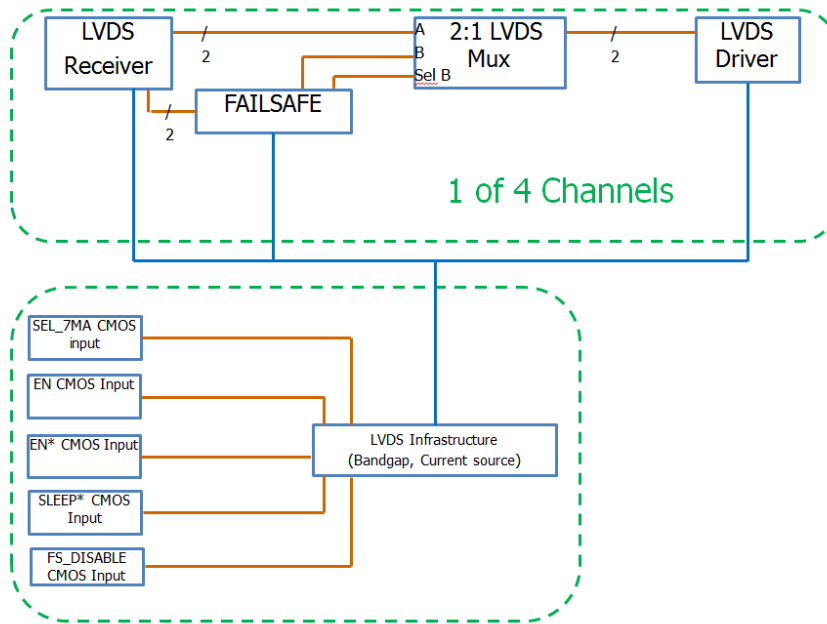 LVDS
Receiver
/
2
A
B
Sel B
2:1 LVDS
Mux
/
2
LVDS
Driver
/
2
FAILSAFE
1 of 4 Channels
SEL_7MA CMOS
input
EN CMOS Input
EN* CMOS Input
SLEEP* CMOS
Input
FS_DISABLE
CMOS Input
LVDS Infrastructure
(Bandgap, Current source)